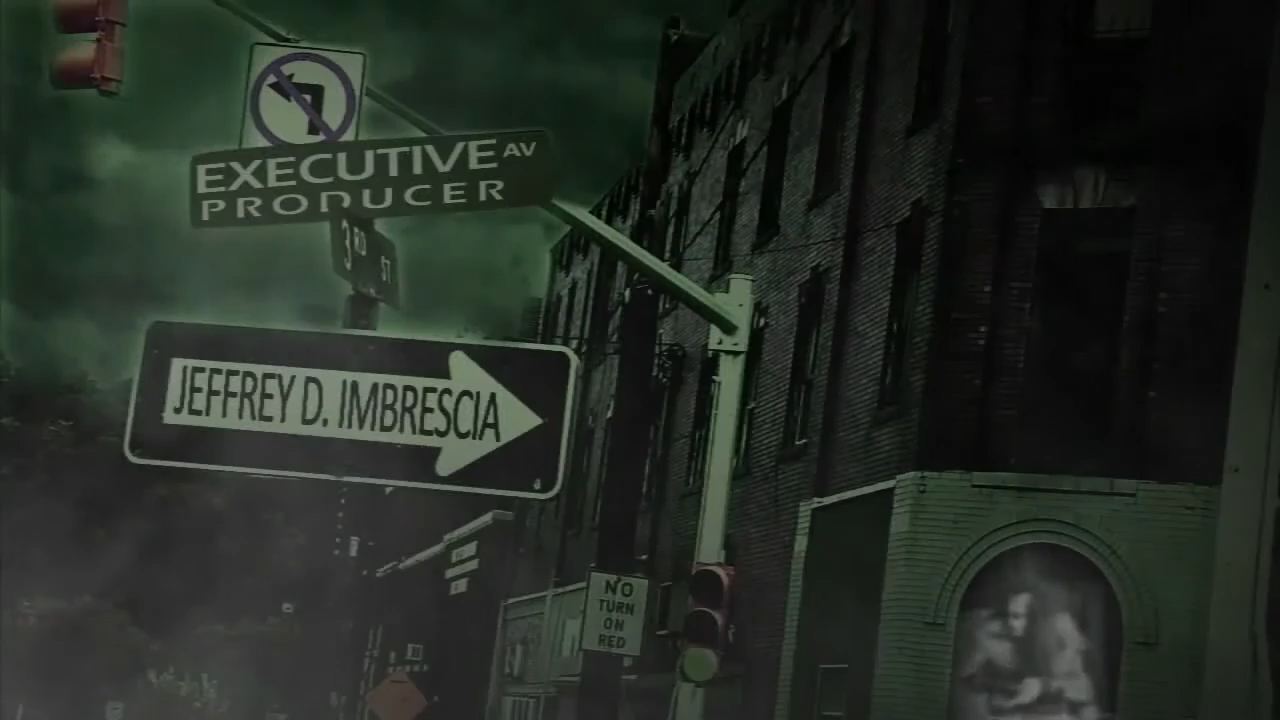 EXECUTIVE AV
PRODUCER
3RD ST
JEFFREY D. IMBRESCIA
NO
TURN
ON
RED